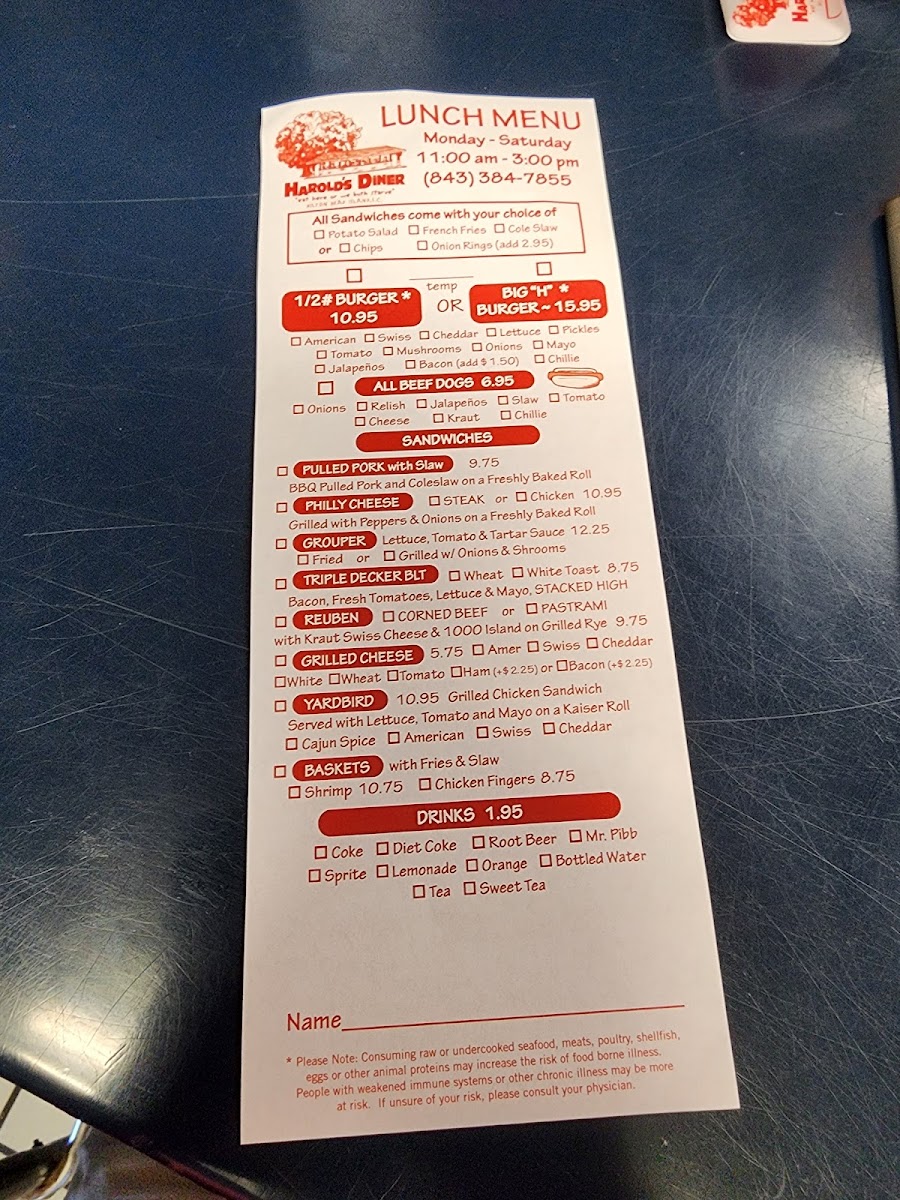 LUNCH MENU
Monday - Saturday
11:00 am - 3:00 pm
(843) 384-7855
HAROLD'S DINER
"eat here or we both starve"
All Sandwiches come with your choice of
Potato Salad French Fries Cole Slaw
or Chips Onion Rings (add 2.95)
temp
1/2# BURGER *
10.95
OR
BIG "H" *
BURGER ~ 15.95
American Swiss Cheddar Lettuce Pickles
Tomato Mushrooms Onions Mayo
Jalapeños Bacon (add $1.50) Chillie
ALL BEEF DOGS 6.95
Onions Relish Jalapeños Slaw Tomato
Cheese Kraut Chillie
SANDWICHES
PULLED PORK with Slaw 9.75
BBQ Pulled Pork and Coleslaw on a Freshly Baked Roll
PHILLY CHEESE STEAK or Chicken 10.95
Grilled with Peppers & Onions on a Freshly Baked Roll
GROUPER Lettuce, Tomato & Tartar Sauce 12.25
Fried or Grilled w/ Onions & Shrooms
TRIPLE DECKER BLT Wheat White Toast 8.75
Bacon, Fresh Tomatoes, Lettuce & Mayo, STACKED HIGH
REUBEN CORNED BEEF or PASTRAMI
with Kraut Swiss Cheese & 1000 Island on Grilled Rye 9.75
GRILLED CHEESE 5.75 Amer Swiss Cheddar
White Wheat Tomato Ham (+$2.25) or Bacon (+$2.25)
YARDBIRD 10.95 Grilled Chicken Sandwich
Served with Lettuce, Tomato and Mayo on a Kaiser Roll
Cajun Spice American Swiss Cheddar
BASKETS with Fries & Slaw
Shrimp 10.75 Chicken Fingers 8.75
DRINKS 1.95
Coke Diet Coke Root Beer Mr. Pibb
Sprite Lemonade Orange Bottled Water
Tea Sweet Tea
Name
* Please Note: Consuming raw or undercooked seafood, meats, poultry, shellfish,
eggs or other animal proteins may increase the risk of food borne illness.
People with weakened immune systems or other chronic illness may be more
at risk. If unsure of your risk, please consult your physician.